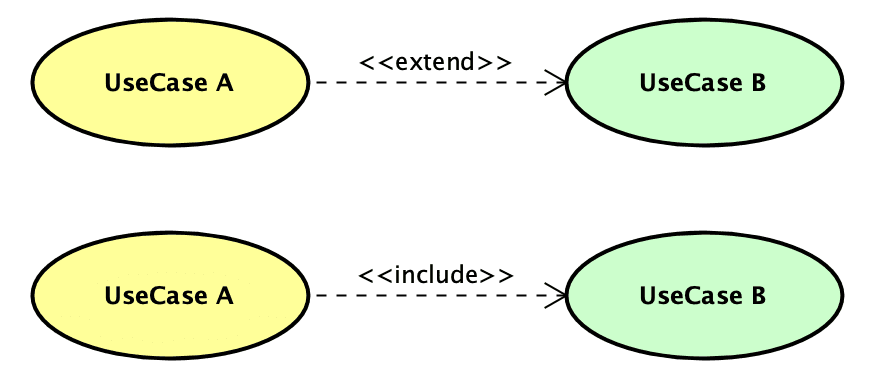 <<extend>>
UseCase A
UseCase B
<<include>>
UseCase A
UseCase B